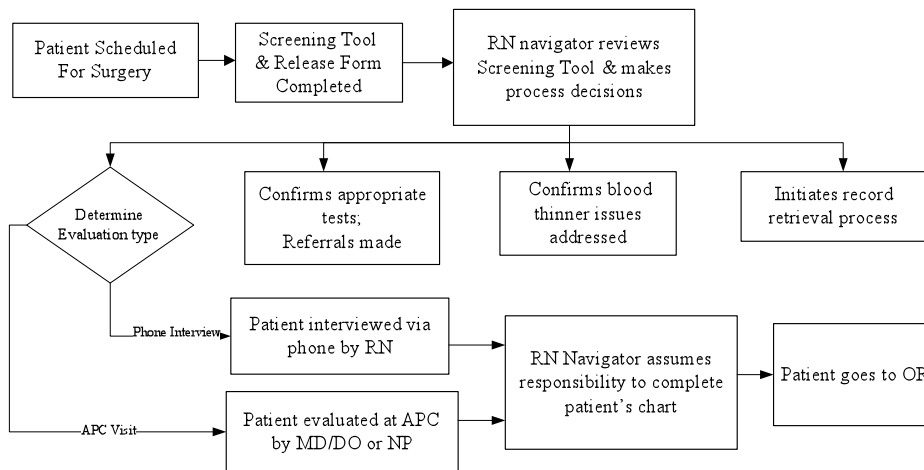 Patient Scheduled
For Surgery
Screening Tool
& Release Form
Completed
RN navigator reviews
Screening Tool & makes
process decisions
Determine
Evaluation type
Confirms appropriate
tests;
Referrals made
Confirms blood
thinner issues
addressed
Initiates record
retrieval process
Phone Interview
Patient interviewed via
phone by RN
RN Navigator assumes
responsibility to complete
patient's chart
Patient goes to OR
APC Visit
Patient evaluated at APC
by MD/DO or NP